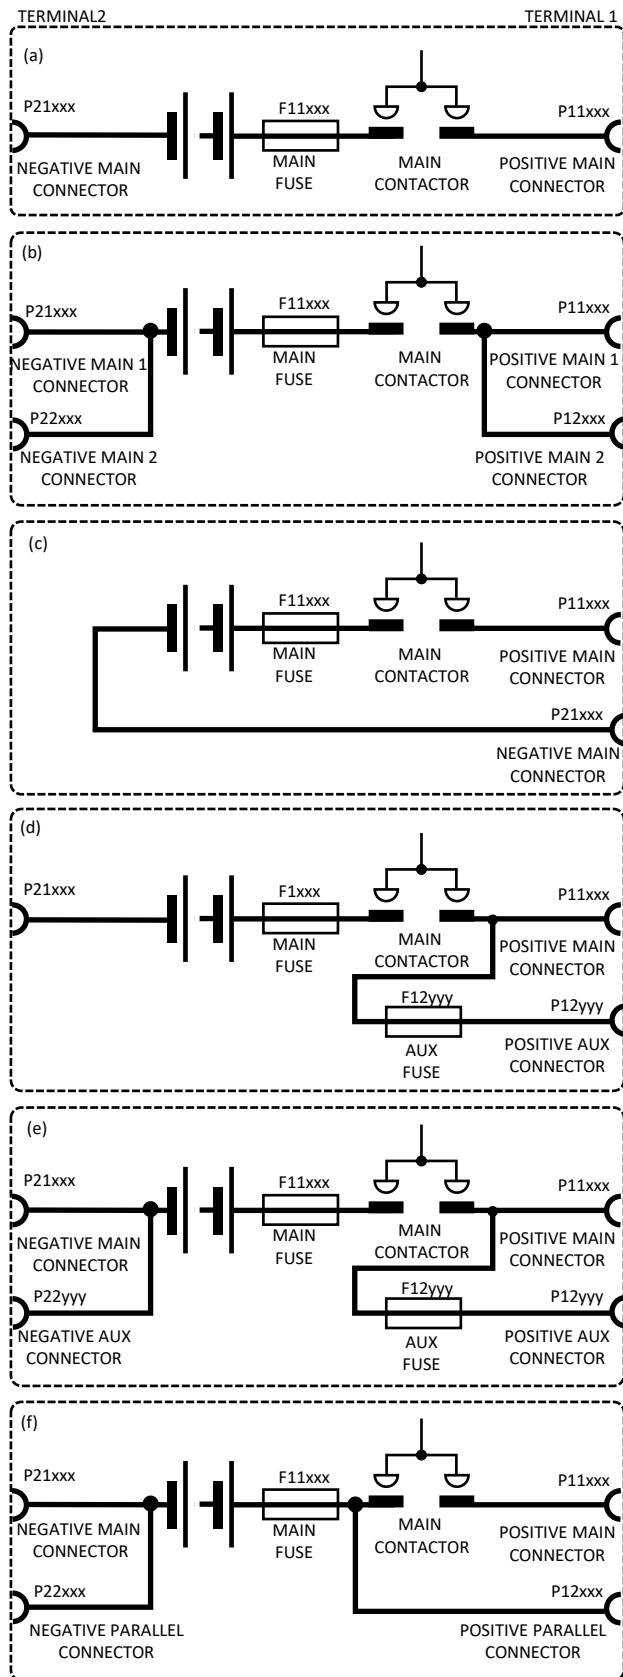 TERMINAL2 TERMINAL 1
(a)
P21xxx F11xxx P11xxx
NEGATIVE MAIN CONNECTOR
MAIN FUSE
MAIN CONTACTOR
POSITIVE MAIN CONNECTOR
(b)
P21xxx F11xxx P11xxx
NEGATIVE MAIN 1 CONNECTOR
MAIN FUSE
MAIN CONTACTOR
POSITIVE MAIN 1 CONNECTOR
P22xxx P12xxx
NEGATIVE MAIN 2 CONNECTOR
POSITIVE MAIN 2 CONNECTOR
(c)
F11xxx P11xxx
MAIN FUSE
MAIN CONTACTOR
POSITIVE MAIN CONNECTOR
P21xxx
NEGATIVE MAIN CONNECTOR
(d)
P21xxx F1xxx P11xxx
MAIN FUSE
MAIN CONTACTOR
POSITIVE MAIN CONNECTOR
F12yyy P12yyy
AUX FUSE
POSITIVE AUX CONNECTOR
(e)
P21xxx F11xxx P11xxx
NEGATIVE MAIN CONNECTOR
MAIN FUSE
MAIN CONTACTOR
POSITIVE MAIN CONNECTOR
P22yyy F12yyy P12yyy
NEGATIVE AUX CONNECTOR
AUX FUSE
POSITIVE AUX CONNECTOR
(f)
P21xxx F11xxx P11xxx
NEGATIVE MAIN CONNECTOR
MAIN FUSE
MAIN CONTACTOR
POSITIVE MAIN CONNECTOR
P22xxx P12xxx
NEGATIVE PARALLEL CONNECTOR
POSITIVE PARALLEL CONNECTOR